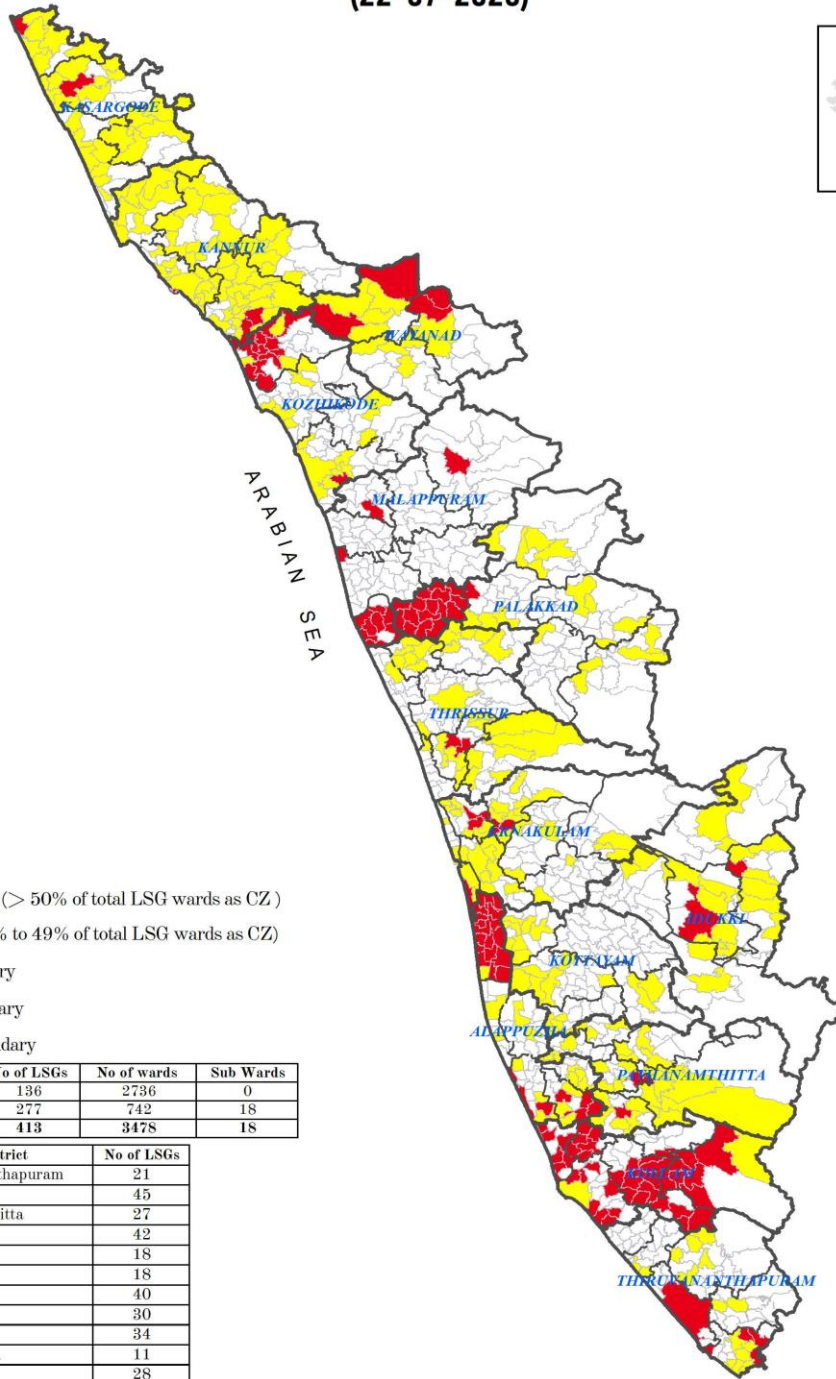 (22-07-2020)
KASARGODE
KANNUR
WAYANAD
KOZHIKODE
MALAPPURAM
ARABIAN SEA
PALAKKAD
THRISSUR
ERNAKULAM
IDUKKI
KOTTAYAM
ALAPPUZHA
PATHANAMTHITTA
KOLLAM
THIRUVANANTHAPURAM
(> 50% of total LSG wards as CZ )
% to 49% of total LSG wards as CZ)
ry
ary
dary
o of LSGs No of wards Sub Wards
136 2736 0
277 742 18
413 3478 18
trict No of LSGs
thapuram 21
45
itta 27
42
18
18
40
30
34
11
28